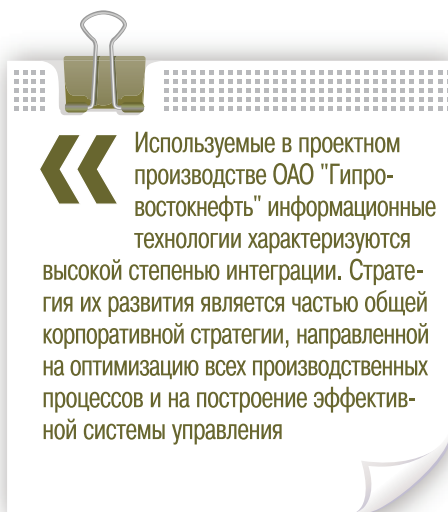 Используемые в проектном
производстве ОАО "Гипро-
востокнефть" информационные
технологии характеризуются
высокой степенью интеграции. Страте-
гия их развития является частью общей
корпоративной стратегии, направленной
на оптимизацию всех производственных
процессов и на построение эффектив-
ной системы управления